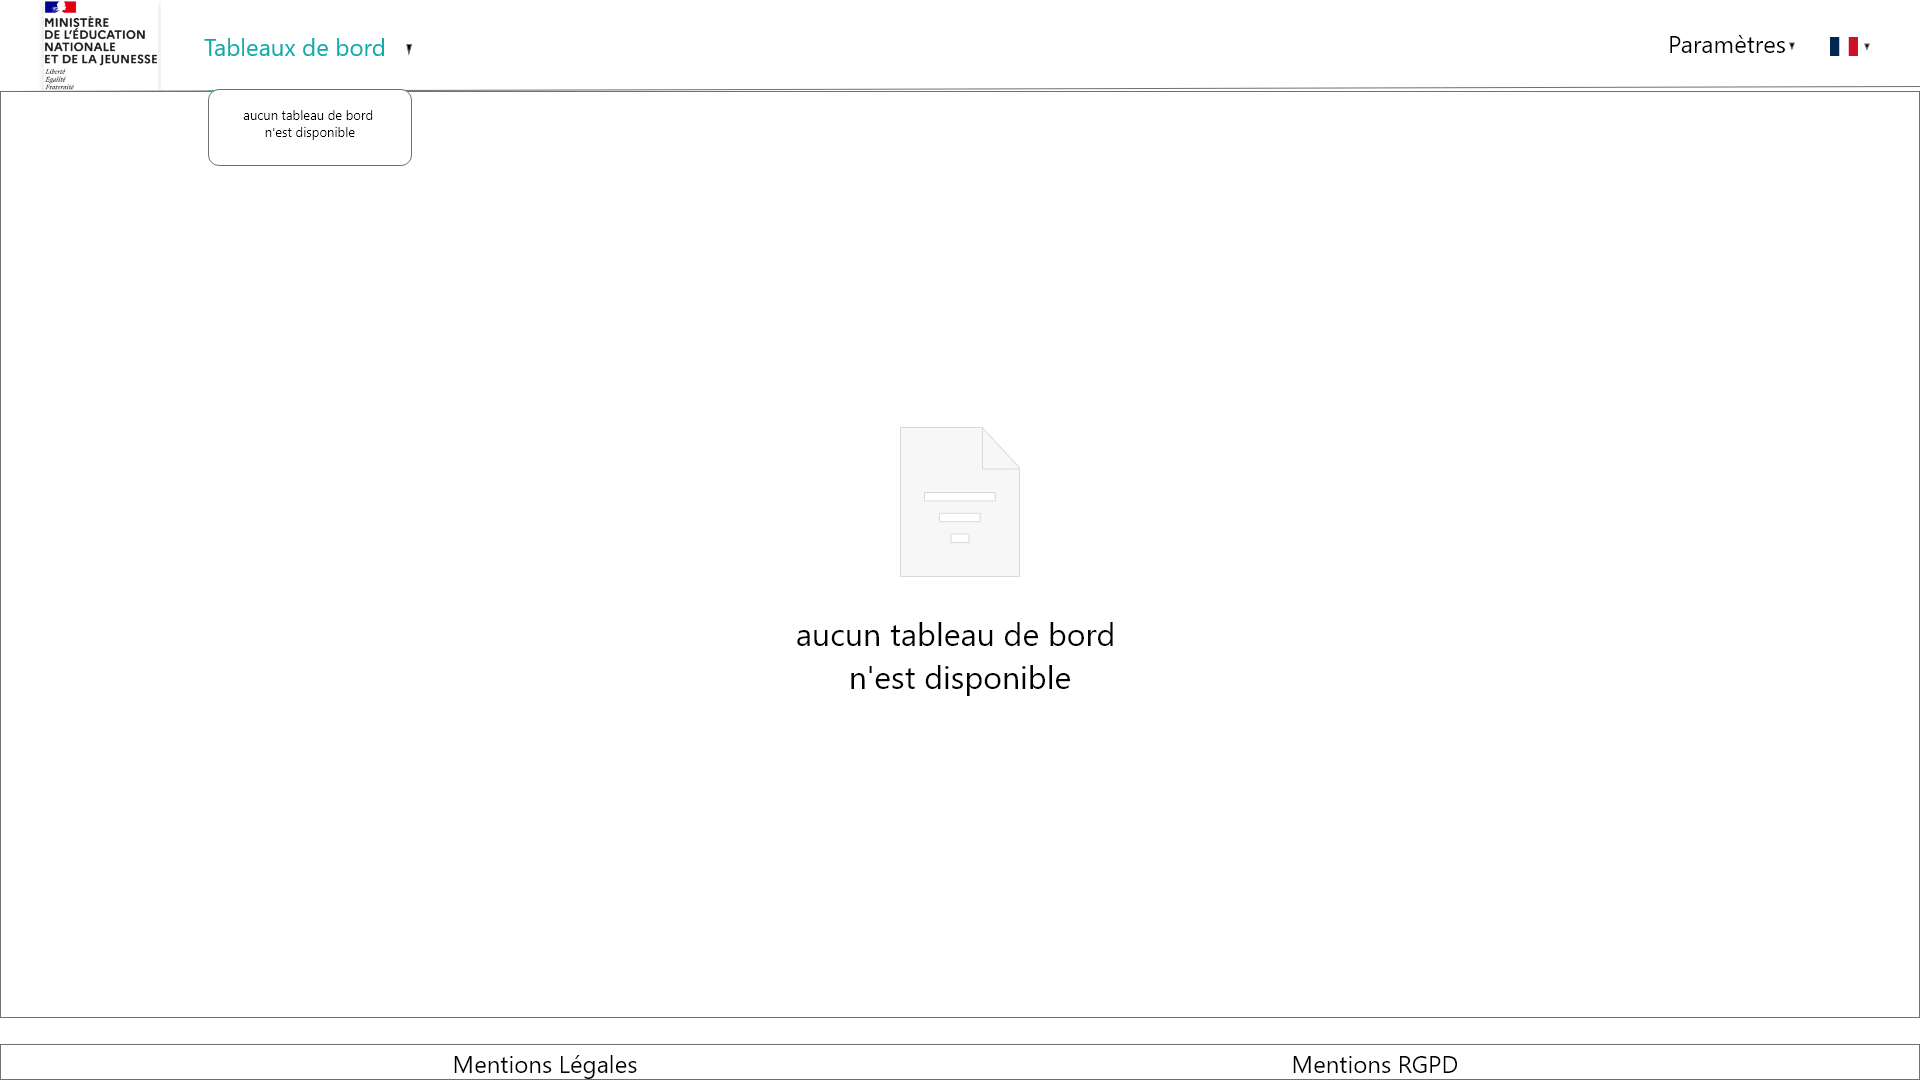 MINISTÈRE
DE L'ÉDUCATION
NATIONALE
ET DE LA JEUNESSE
Liberté
Égalité
Fraternité
Tableaux de bord
Paramètres
aucun tableau de bord
n'est disponible
aucun tableau de bord
n'est disponible
Mentions Légales
Mentions RGPD